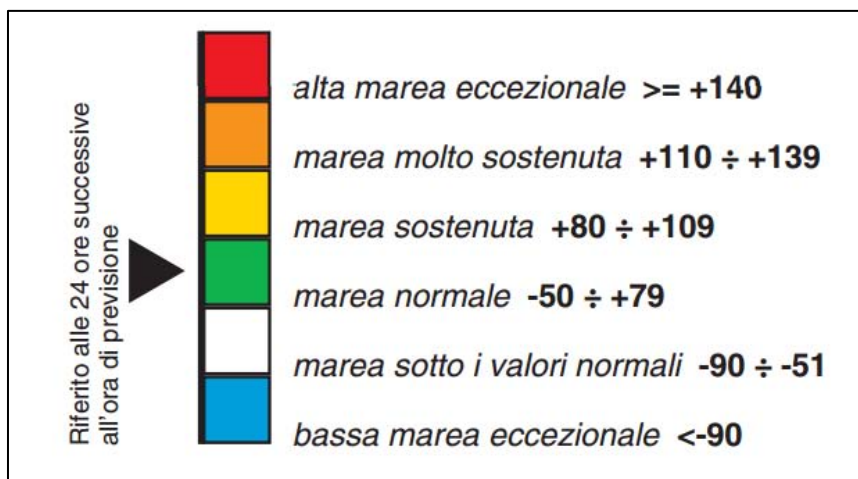 Riferito alle 24 ore successive
all'ora di previsione
alta marea eccezionale >= +140
marea molto sostenuta +110 ÷ +139
marea sostenuta +80 ÷ +109
marea normale -50 ÷ +79
marea sotto i valori normali -90 ÷ -51
bassa marea eccezionale <-90